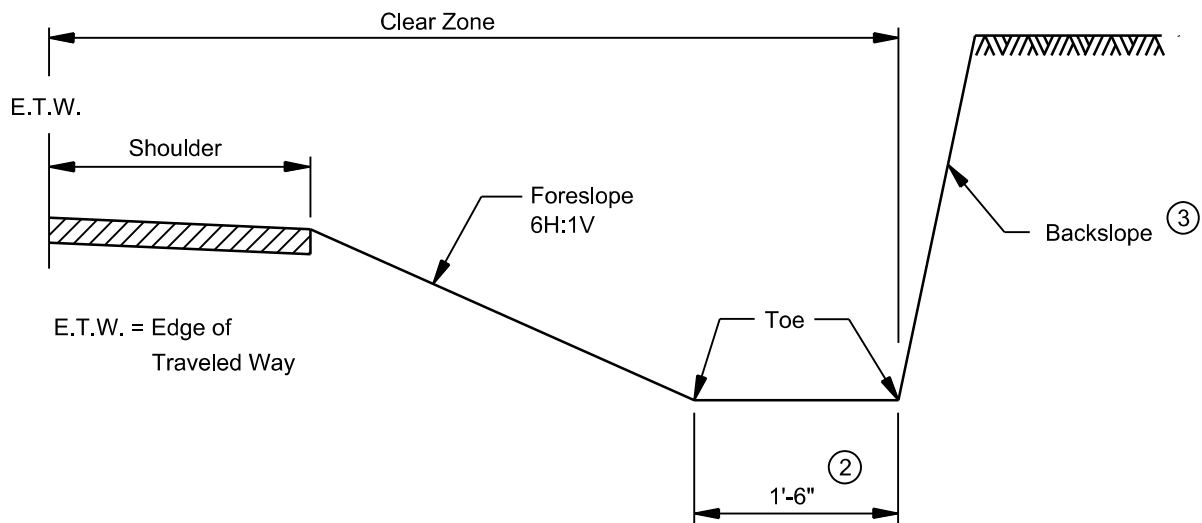 Clear Zone
E.T.W.
Shoulder
Foreslope
6H:1V
Backslope ③
E.T.W. = Edge of
Traveled Way
Toe
②
1'-6"